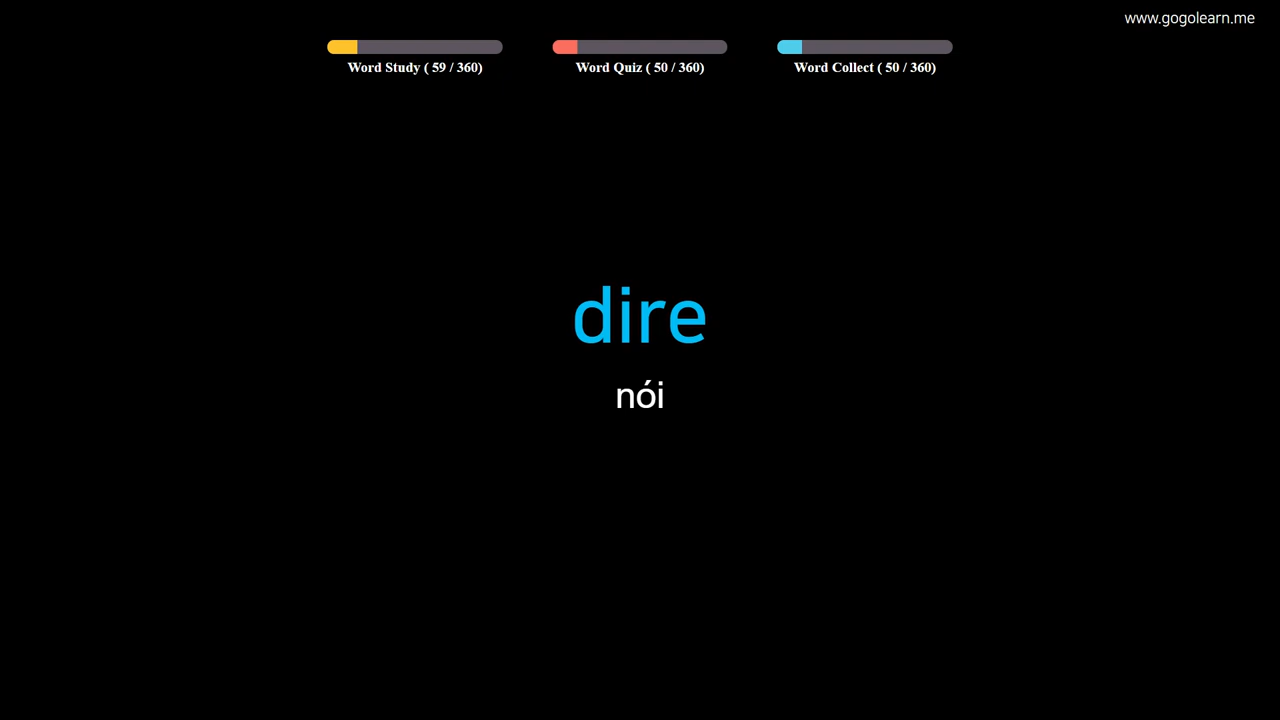 www.gogolearn.me
Word Study ( 59 / 360)
Word Quiz ( 50 / 360)
Word Collect ( 50 / 360)
dire
nói